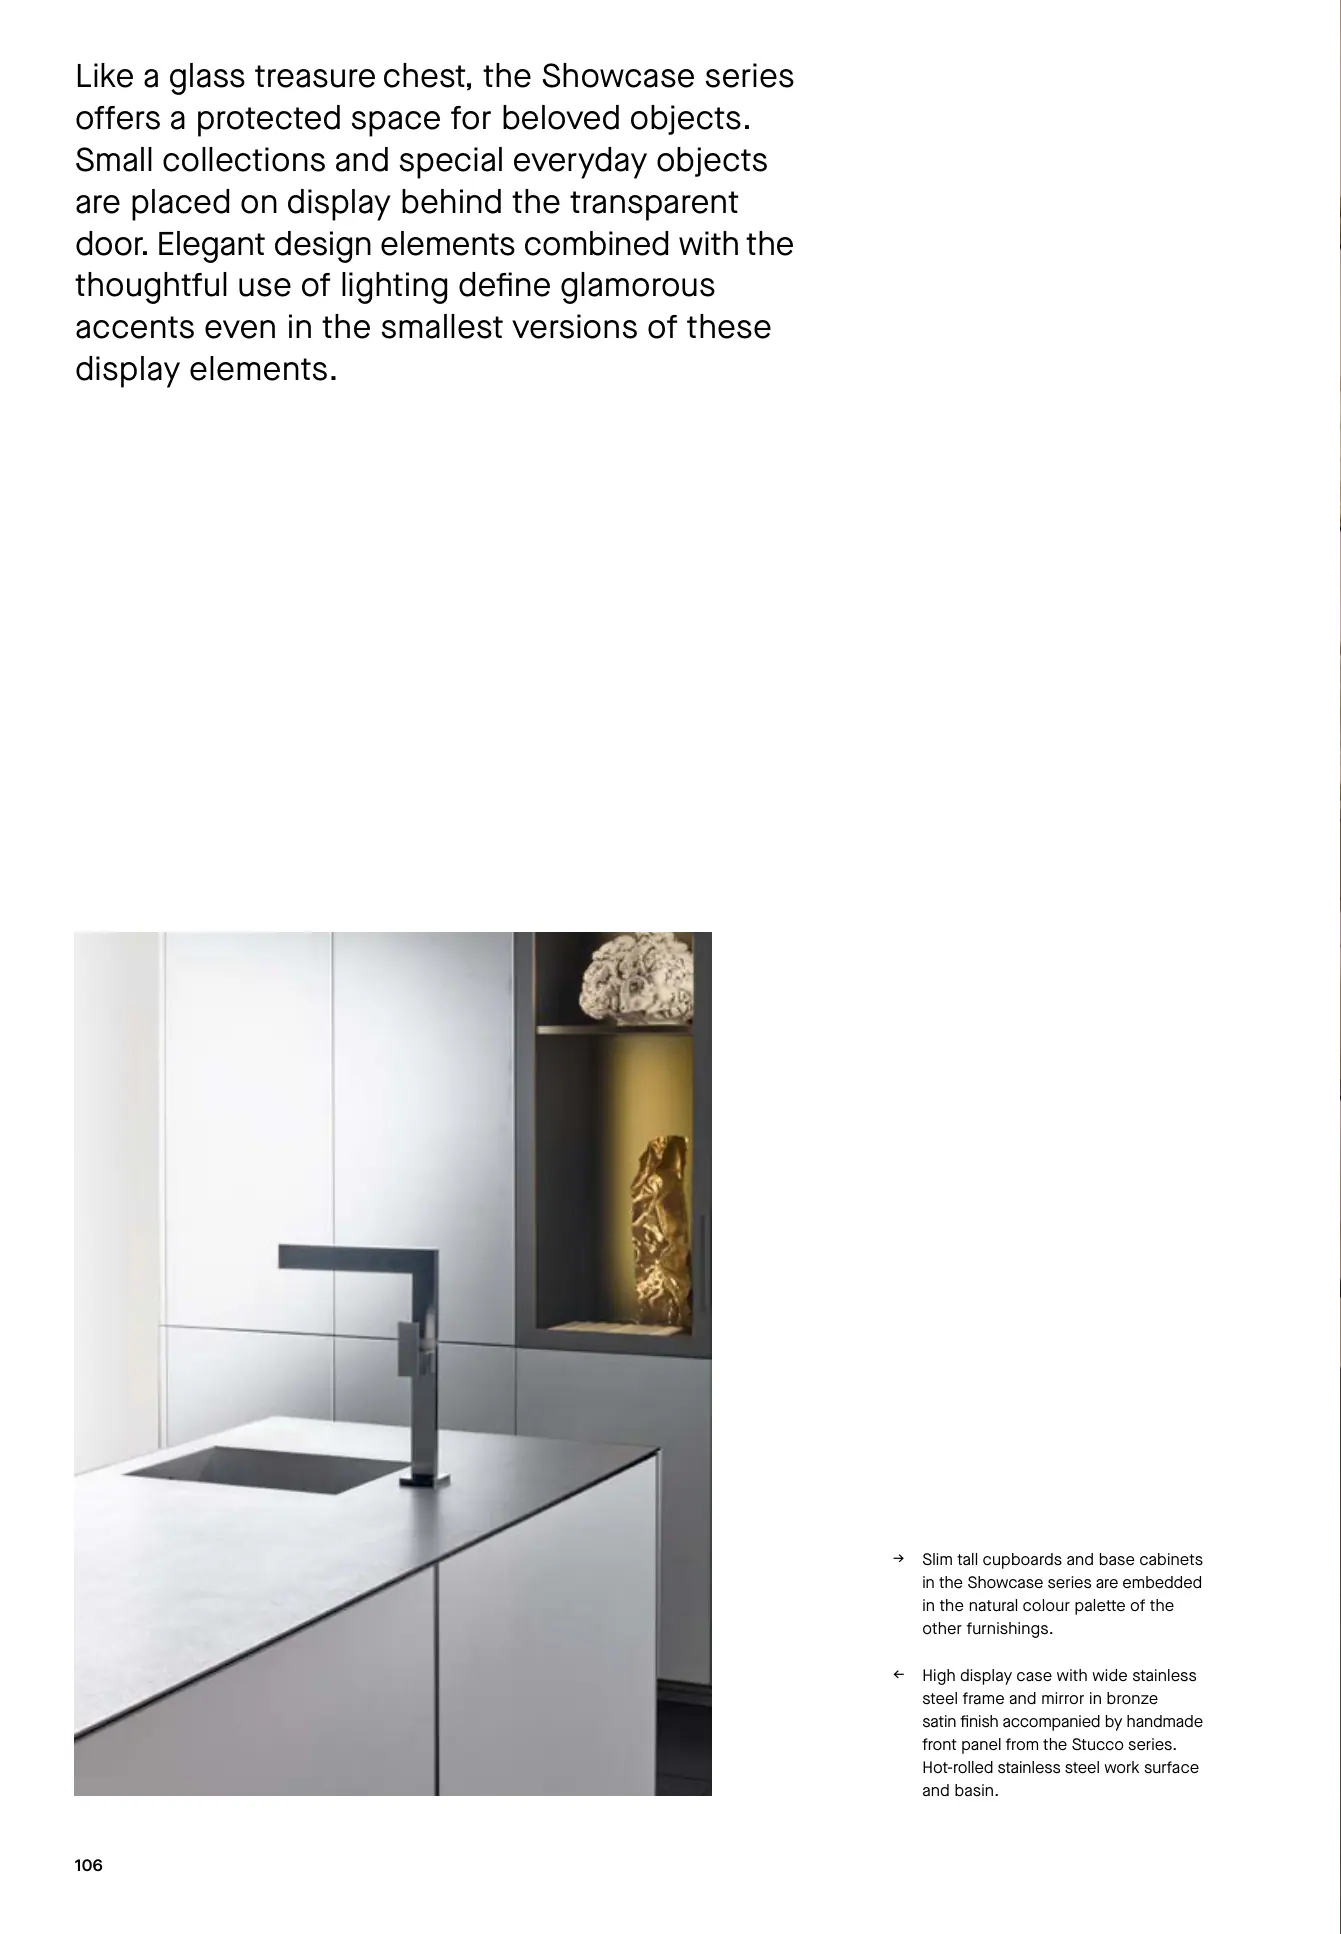 Like a glass treasure chest, the Showcase series
offers a protected space for beloved objects.
Small collections and special everyday objects
are placed on display behind the transparent
door. Elegant design elements combined with the
thoughtful use of lighting define glamorous
accents even in the smallest versions of these
display elements.
→ Slim tall cupboards and base cabinets
in the Showcase series are embedded
in the natural colour palette of the
other furnishings.
← High display case with wide stainless
steel frame and mirror in bronze
satin finish accompanied by handmade
front panel from the Stucco series.
Hot-rolled stainless steel work surface
and basin.
106